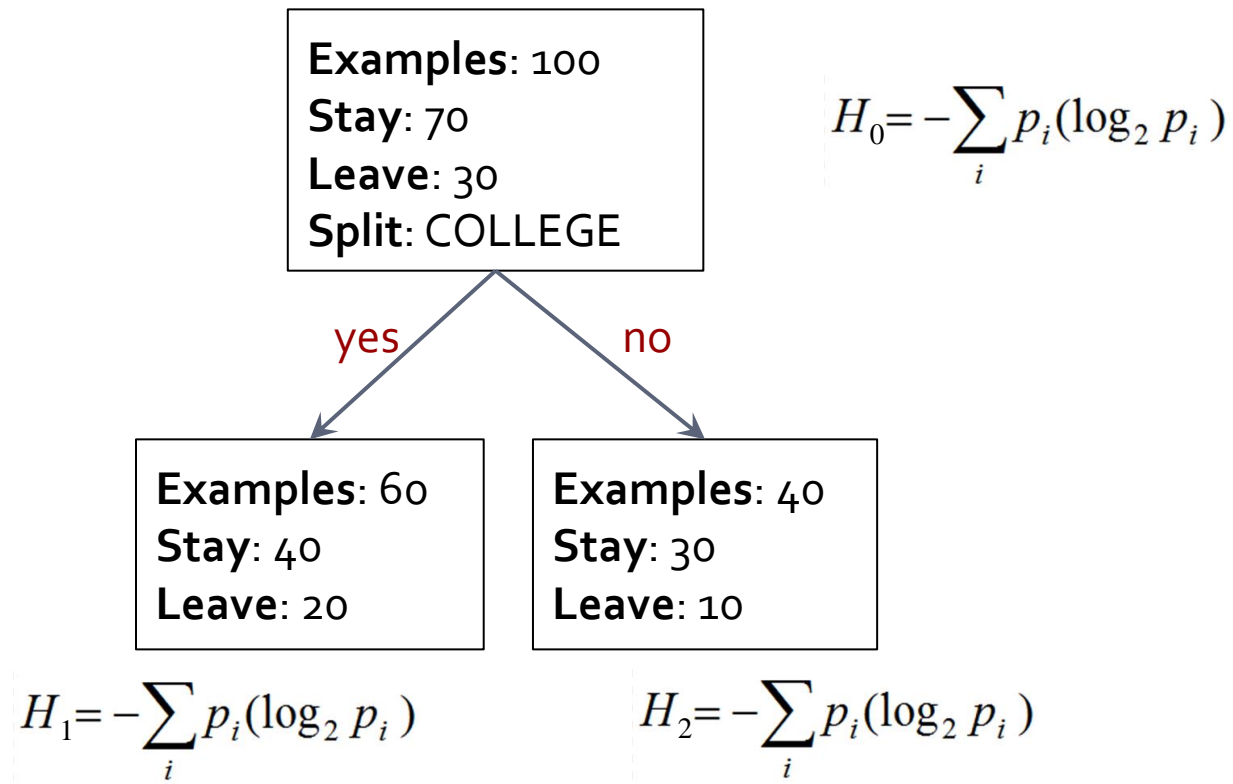 Examples: 100
Stay: 70
Leave: 30
Split: COLLEGE
H₀= −∑ᵢ pᵢ(log₂ pᵢ)
yes
no
Examples: 60
Stay: 40
Leave: 20
Examples: 40
Stay: 30
Leave: 10
H₁= −∑ᵢ pᵢ(log₂ pᵢ)
H₂= −∑ᵢ pᵢ(log₂ pᵢ)